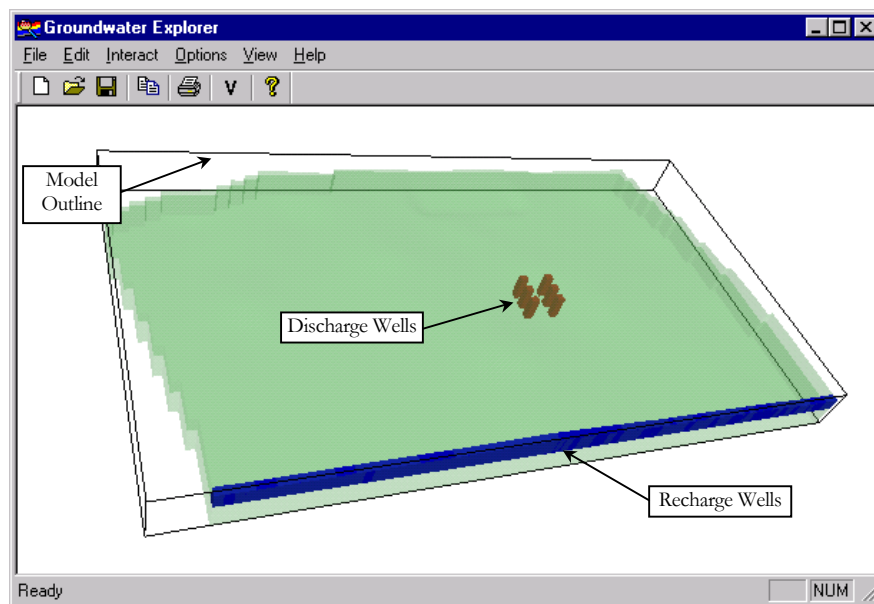 Groundwater Explorer
File Edit Interact Options View Help
V ?
Model
Outline
Discharge Wells
Recharge Wells
Ready NUM